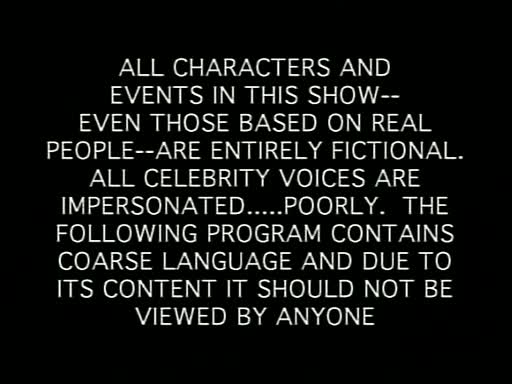 ALL CHARACTERS AND
EVENTS IN THIS SHOW--
EVEN THOSE BASED ON REAL
PEOPLE--ARE ENTIRELY FICTIONAL.
ALL CELEBRITY VOICES ARE
IMPERSONATED.....POORLY. THE
FOLLOWING PROGRAM CONTAINS
COARSE LANGUAGE AND DUE TO
ITS CONTENT IT SHOULD NOT BE
VIEWED BY ANYONE